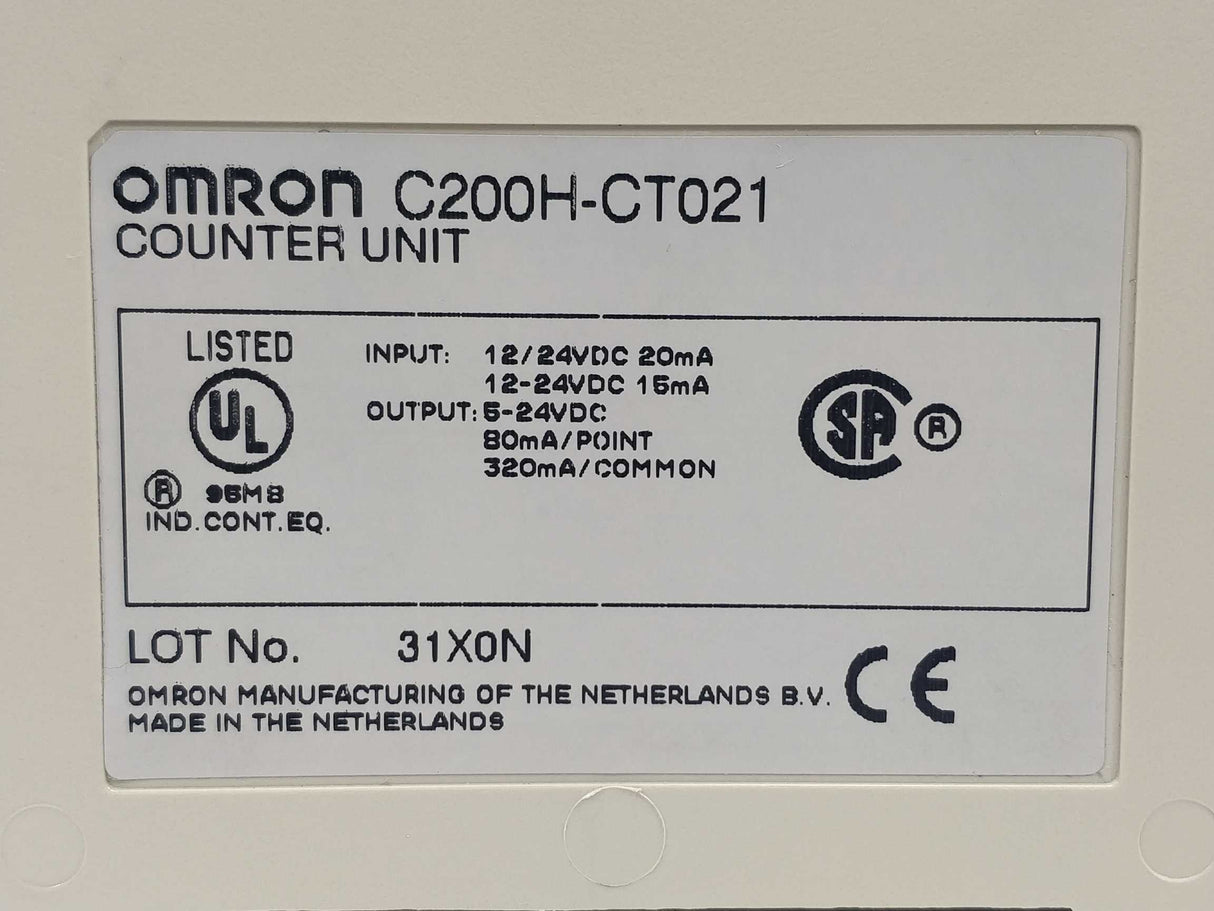 OMRON C200H-CT021
COUNTER UNIT
LISTED
UL
® 95M8
IND.CONT.EQ.
INPUT: 12/24VDC 20mA
12-24VDC 15mA
OUTPUT: 5-24VDC
80mA/POINT
320mA/COMMON
CSA ®
LOT No. 31X0N
OMRON MANUFACTURING OF THE NETHERLANDS B.V.
MADE IN THE NETHERLANDS
CE